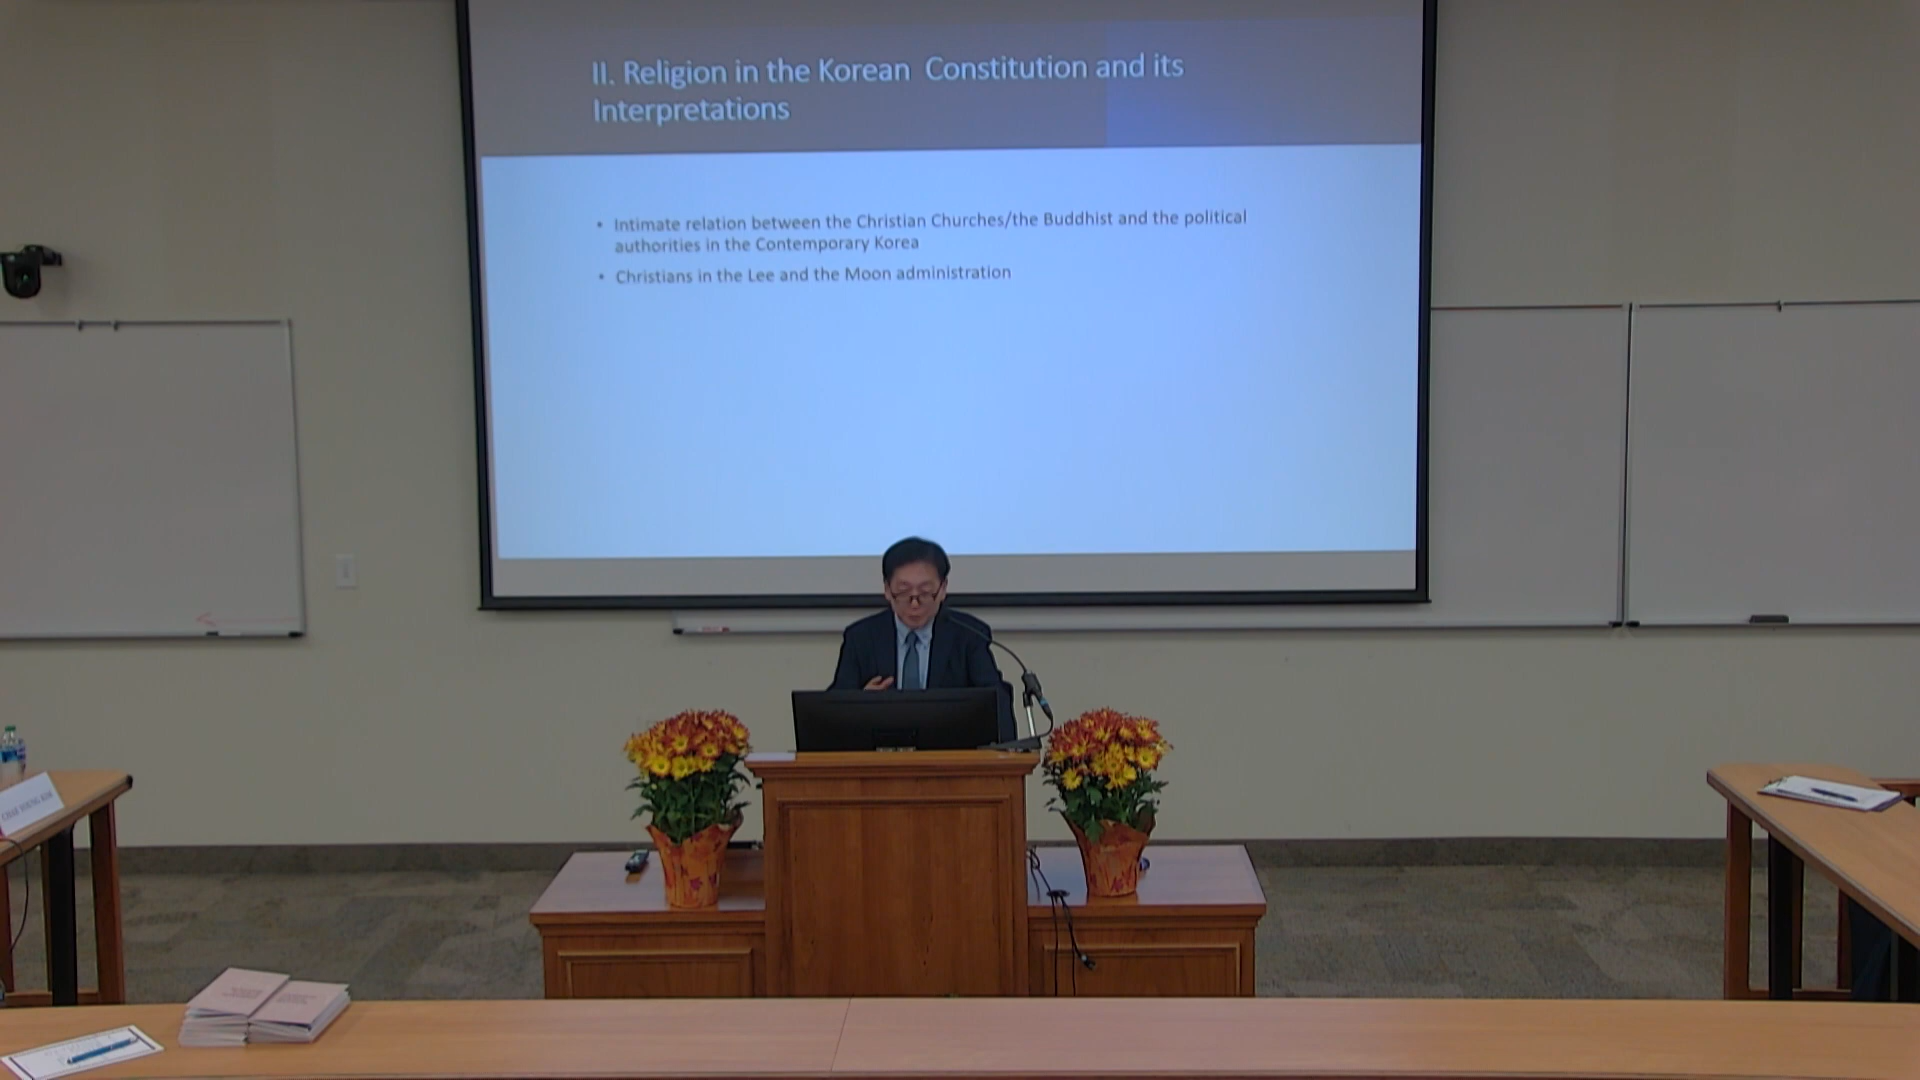 II. Religion in the Korean Constitution and its
Interpretations
• Intimate relation between the Christian Churches/the Buddhist and the political
authorities in the Contemporary Korea
• Christians in the Lee and the Moon administration